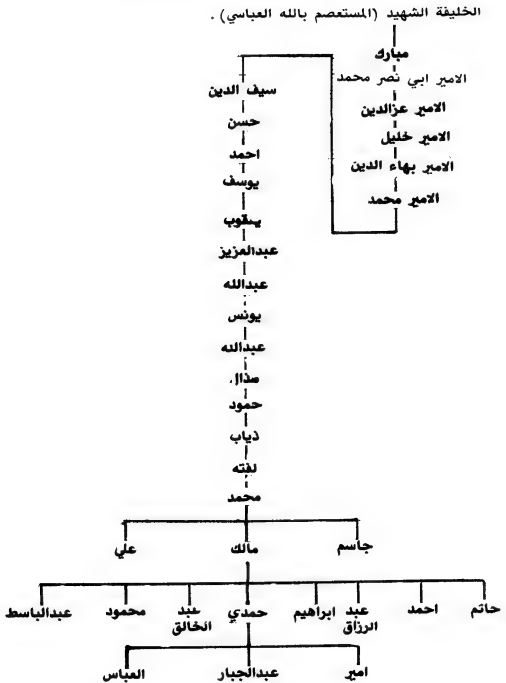 الخليفة الشهيد (المستعصم بالله العباسي) .
مبارك
الامير ابي نصر محمد
الامير عزالدين
الامير خليل
الامير بهاء الدين
الامير محمد
سيف الدين
حسن
احمد
يوسف
يعقوب
عبدالعزيز
عبدالله
يونس
عبدالله
حمود
ذياب
لفته
محمد
جاسم مالك علي
حاتم احمد عبد الرزاق ابراهيم حمدي عبد الخالق محمود عبدالباسط
امير عبدالجبار العباس